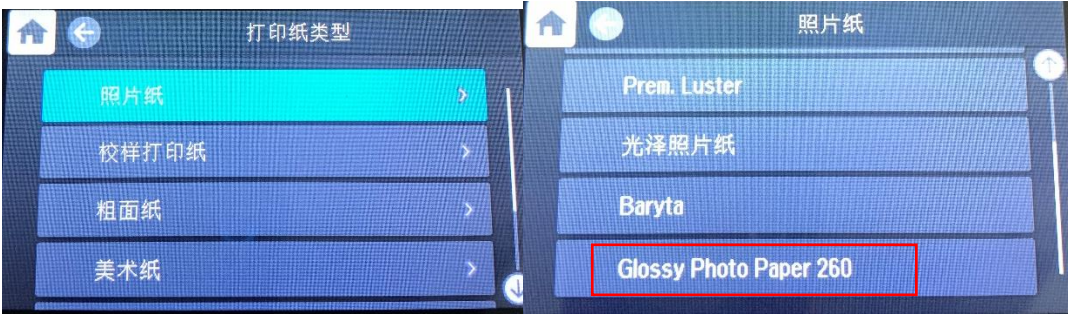 打印纸类型
照片纸
校样打印纸
粗面纸
美术纸
照片纸
Prem. Luster
光泽照片纸
Baryta
Glossy Photo Paper 260